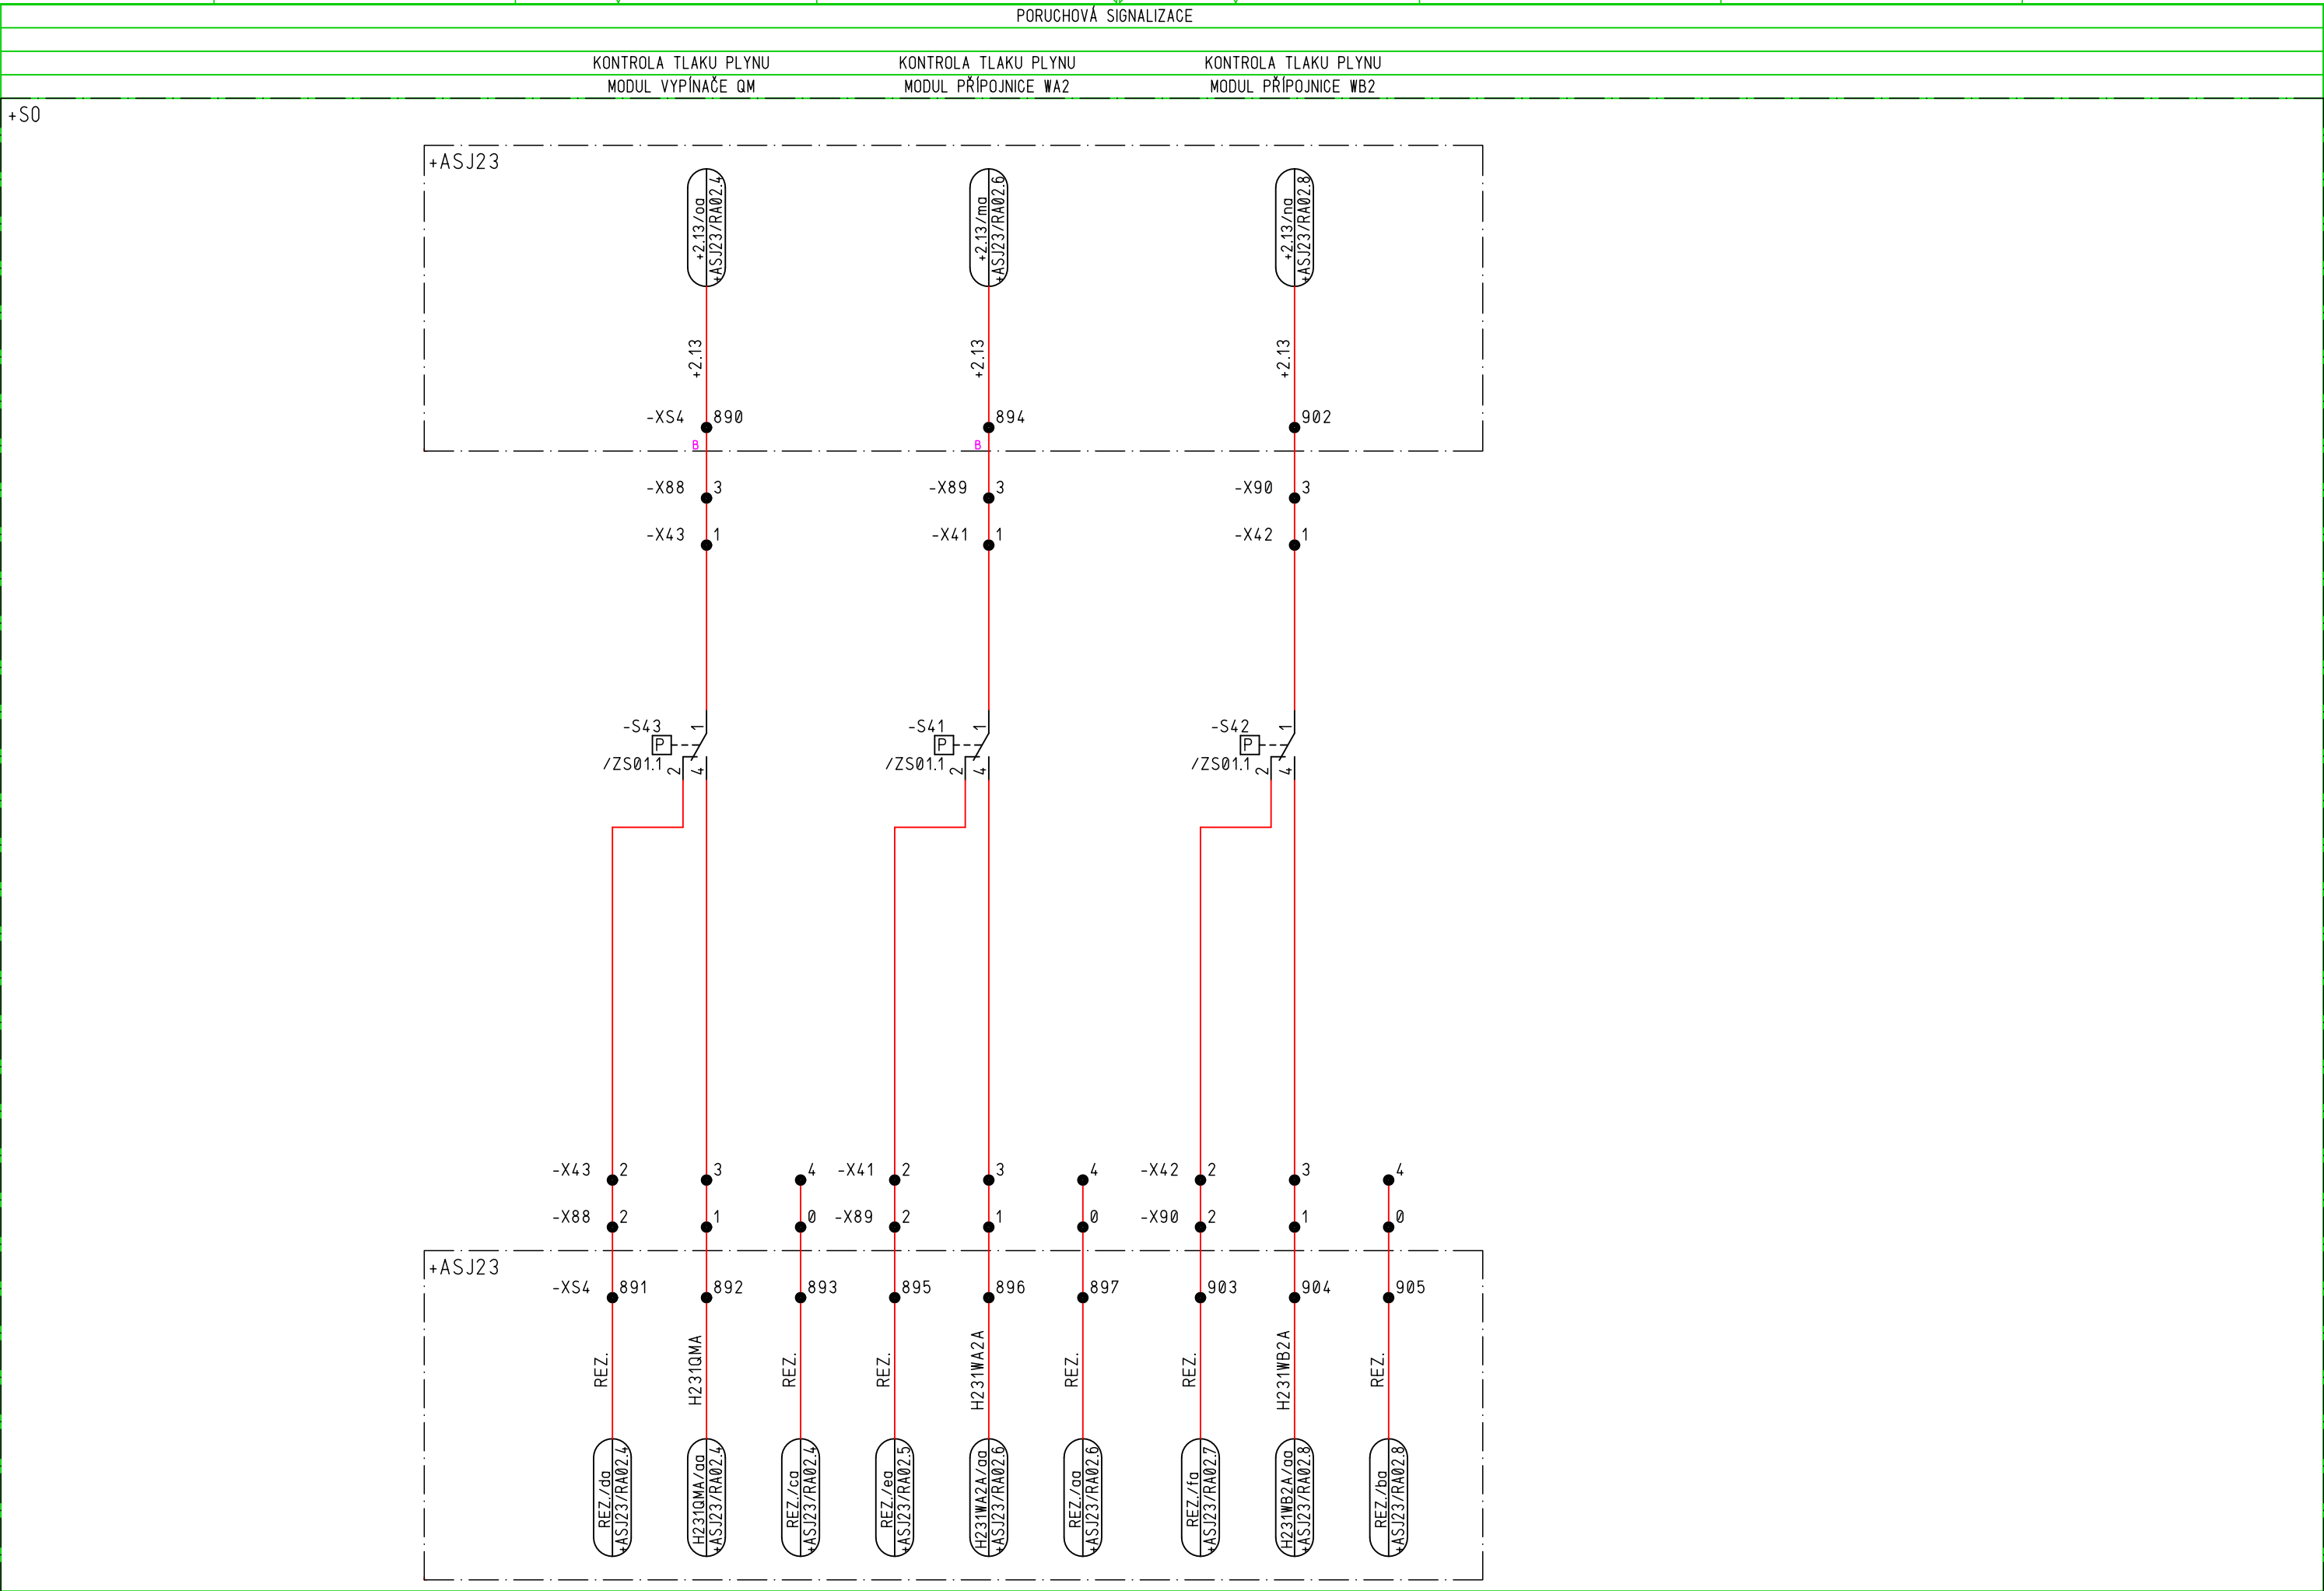 PORUCHOVÁ SIGNALIZACE
KONTROLA TLAKU PLYNU KONTROLA TLAKU PLYNU KONTROLA TLAKU PLYNU
MODUL VYPÍNAČE QM MODUL PŘÍPOJNICE WA2 MODUL PŘÍPOJNICE WB2
+S0
+ASJ23
+2.13/oa
+ASJ23/RA02.4
+2.13/ma
+ASJ23/RA02.6
+2.13/na
+ASJ23/RA02.8
+2.13 +2.13 +2.13
-XS4 890 894 902
B B
-X88 3 -X89 3 -X90 3
-X43 1 -X41 1 -X42 1
-S43 1 -S41 1 -S42 1
P P P
/ZS01.1 2 4 /ZS01.1 2 4 /ZS01.1 2 4
-X43 2 3 4 -X41 2 3 4 -X42 2 3 4
-X88 2 1 0 -X89 2 1 0 -X90 2 1 0
+ASJ23
-XS4 891 892 893 895 896 897 903 904 905
REZ. H231QMA REZ. REZ. H231WA2A REZ. REZ. H231WB2A REZ.
REZ./da
+ASJ23/RA02.4
H231QMA/aa
+ASJ23/RA02.4
REZ./ca
+ASJ23/RA02.4
REZ./ea
+ASJ23/RA02.5
H231WA2A/aa
+ASJ23/RA02.6
REZ./aa
+ASJ23/RA02.6
REZ./fa
+ASJ23/RA02.7
H231WB2A/aa
+ASJ23/RA02.8
REZ./ba
+ASJ23/RA02.8